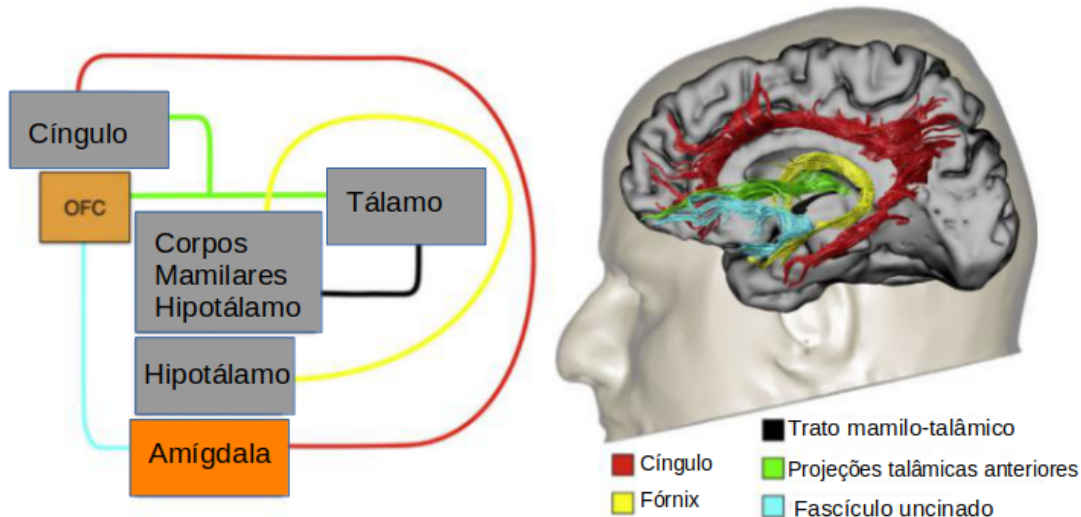 Cíngulo
OFC
Tálamo
Corpos
Mamilares
Hipotálamo
Hipotálamo
Amígdala
Trato mamilo-talâmico
Cíngulo
Projeções talâmicas anteriores
Fórnix
Fascículo uncinado